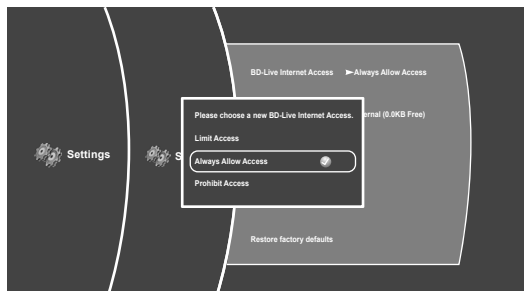 BD-Live Internet Access ►Always Allow Access
Please choose a new BD-Live Internet Access.
(0.0KB Free)
Limit Access
Settings
Always Allow Access
Prohibit Access
Restore factory defaults